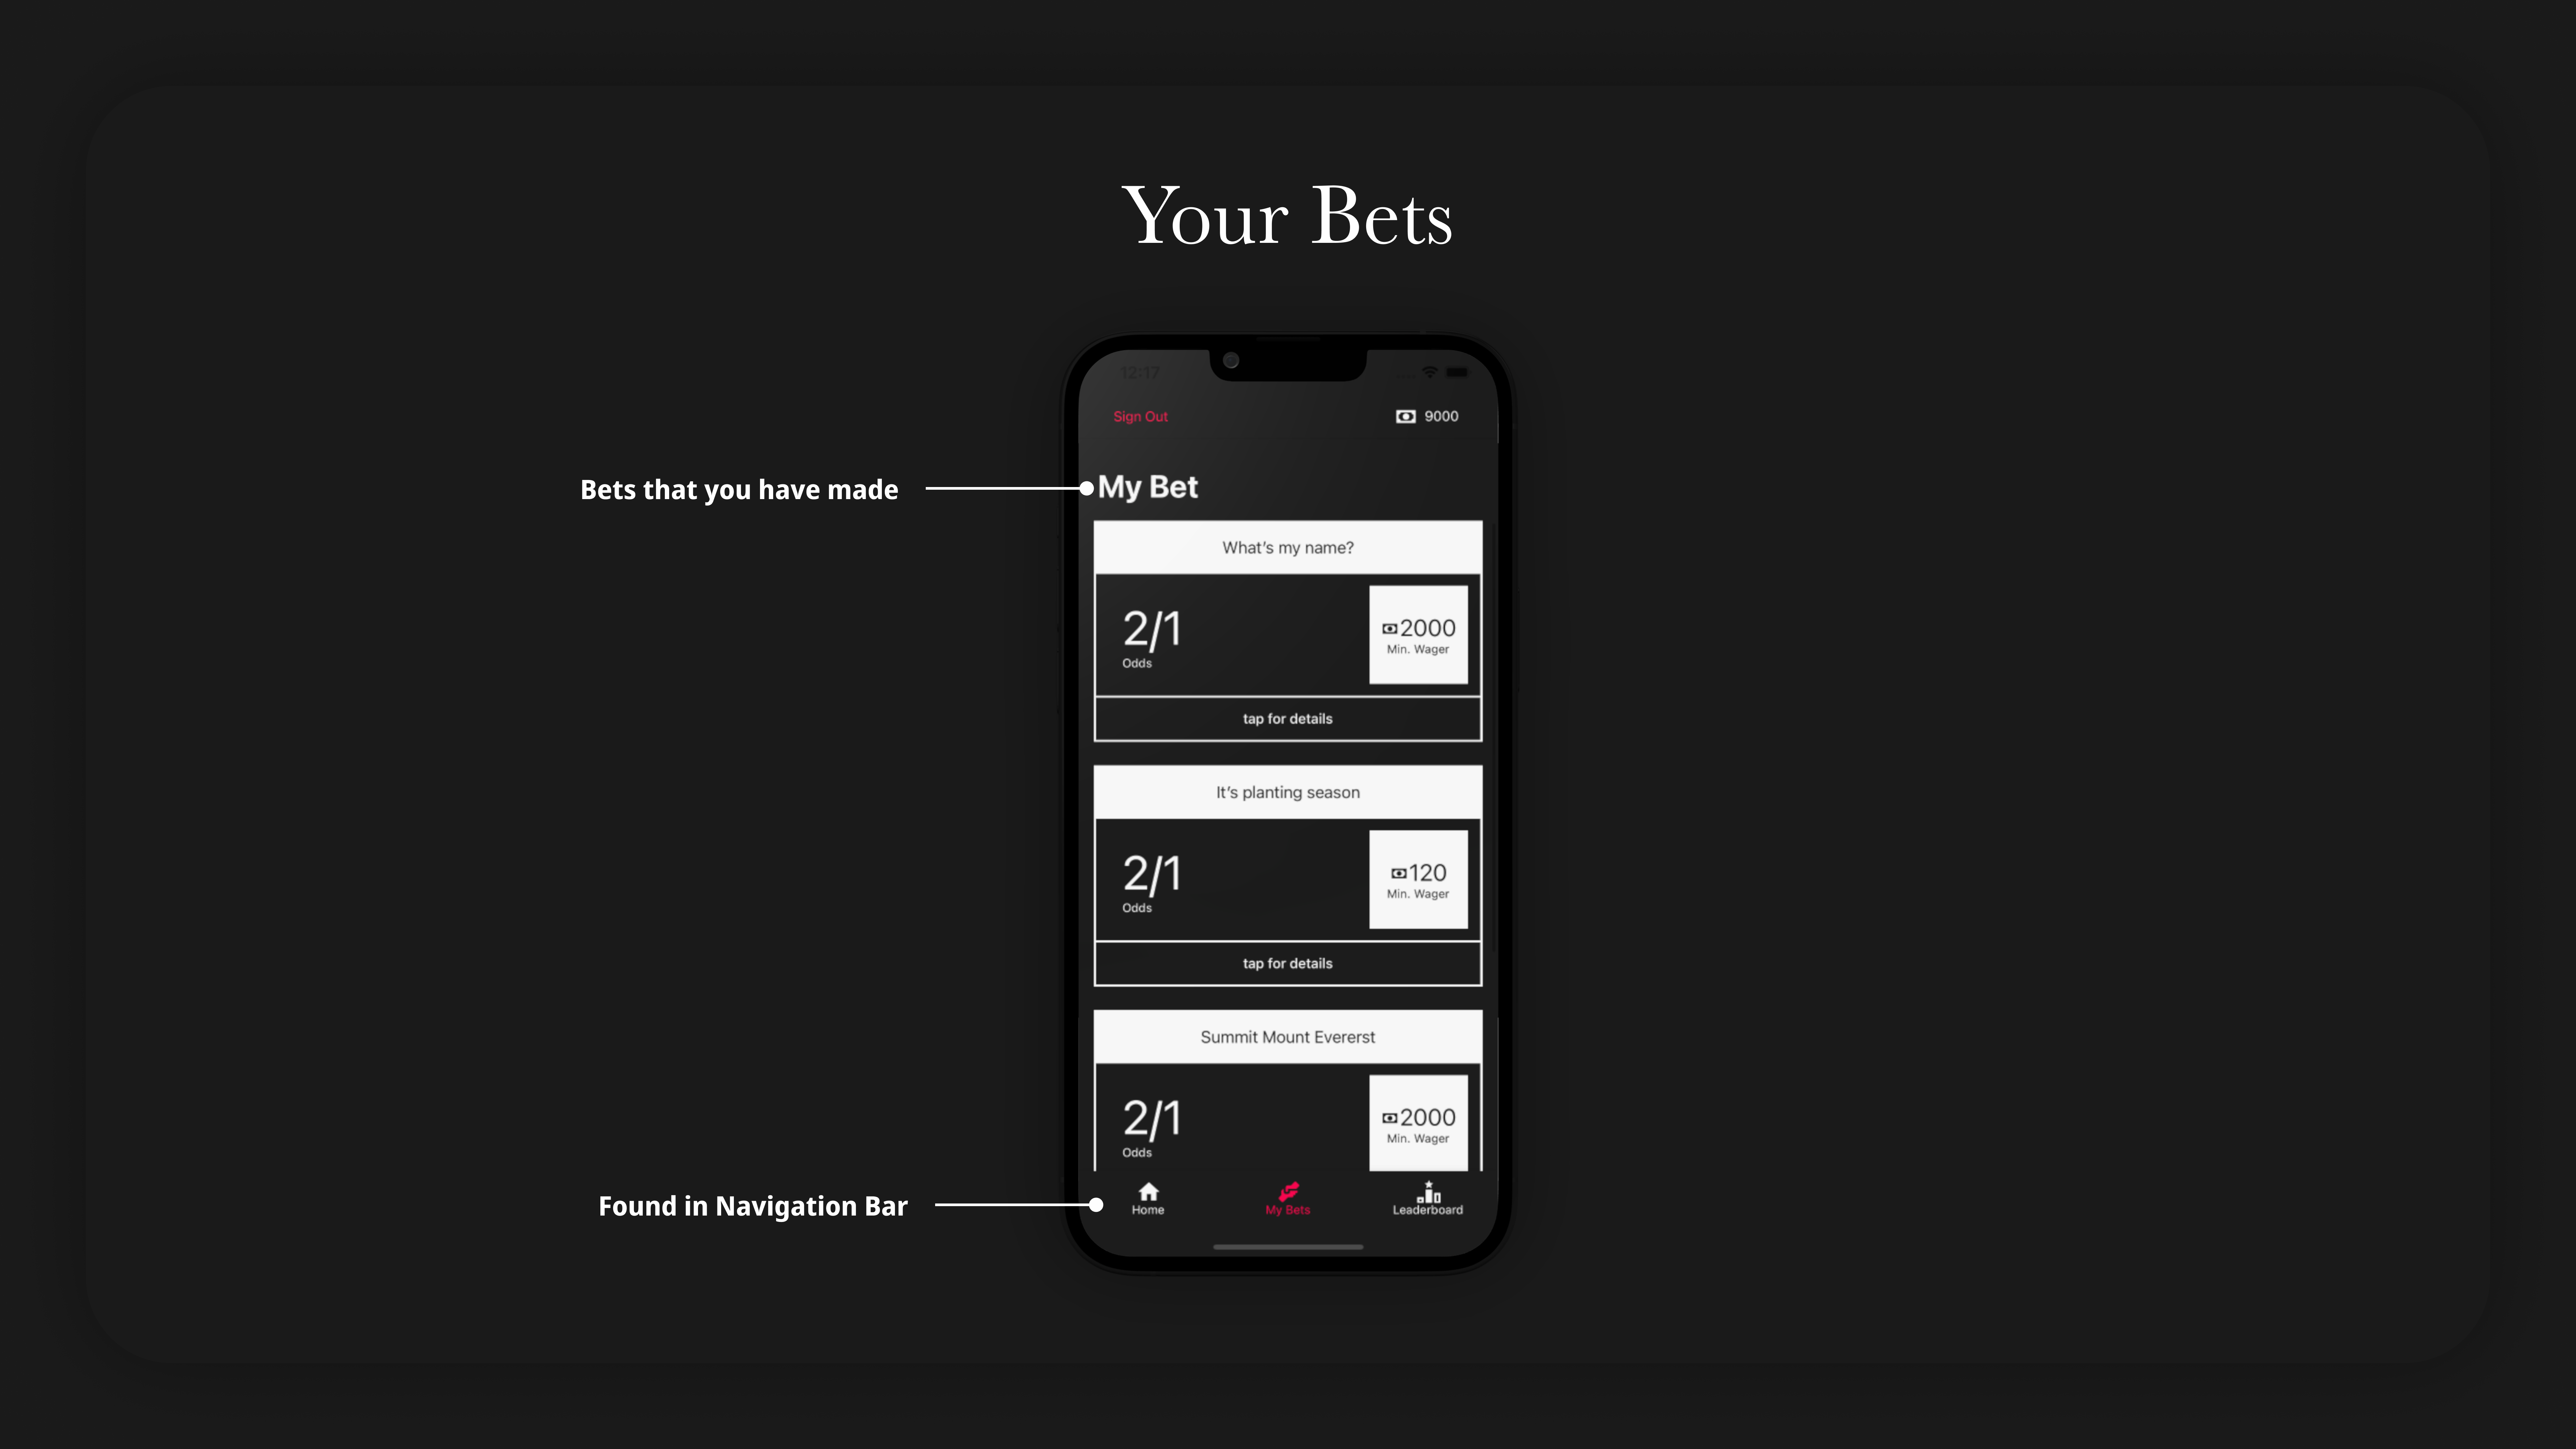 Your Bets
12:17
Sign Out
9000
Bets that you have made
My Bet
What's my name?
2/1
Odds
2000
Min. Wager
tap for details
It's planting season
2/1
Odds
120
Min. Wager
tap for details
Summit Mount Evererst
2/1
Odds
2000
Min. Wager
Found in Navigation Bar
Home
My Bets
Leaderboard